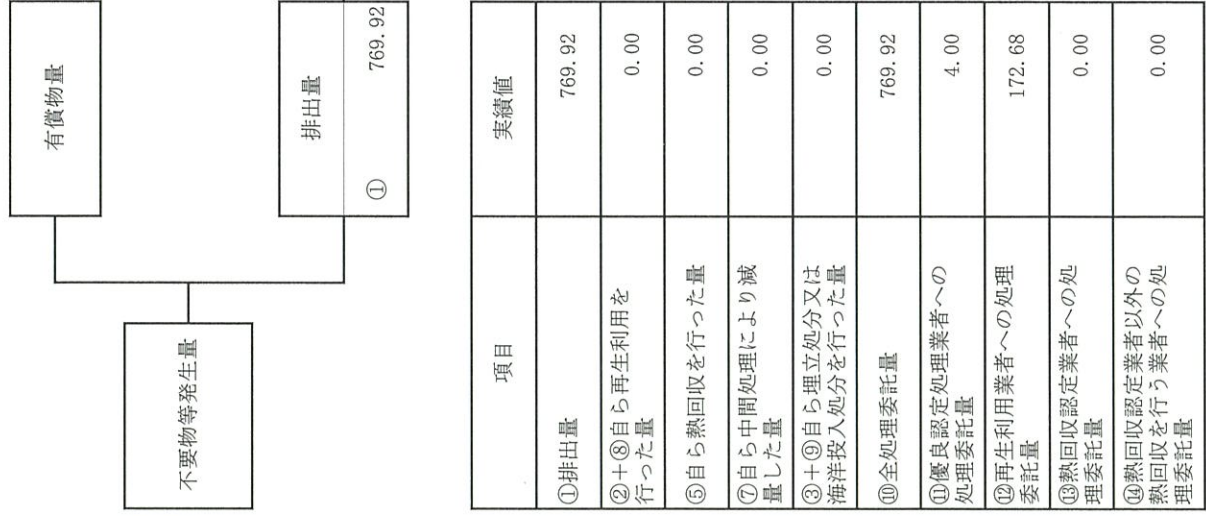 不要物等発生量
有償物量
排出量
① 769.92
項目 実績値
①排出量 769.92
②+⑧自ら再生利用を
行った量 0.00
⑤自ら熱回収を行った量 0.00
⑦自ら中間処理により減
量した量 0.00
③+⑨自ら埋立処分又は
海洋投入処分を行った量 0.00
⑩全処理委託量 769.92
⑪優良認定処理業者への
処理委託量 4.00
⑫再生利用業者への処理
委託量 172.68
⑬熱回収認定業者への処
理委託量 0.00
⑭熱回収認定業者以外の
熱回収を行う業者への処
理委託量 0.00